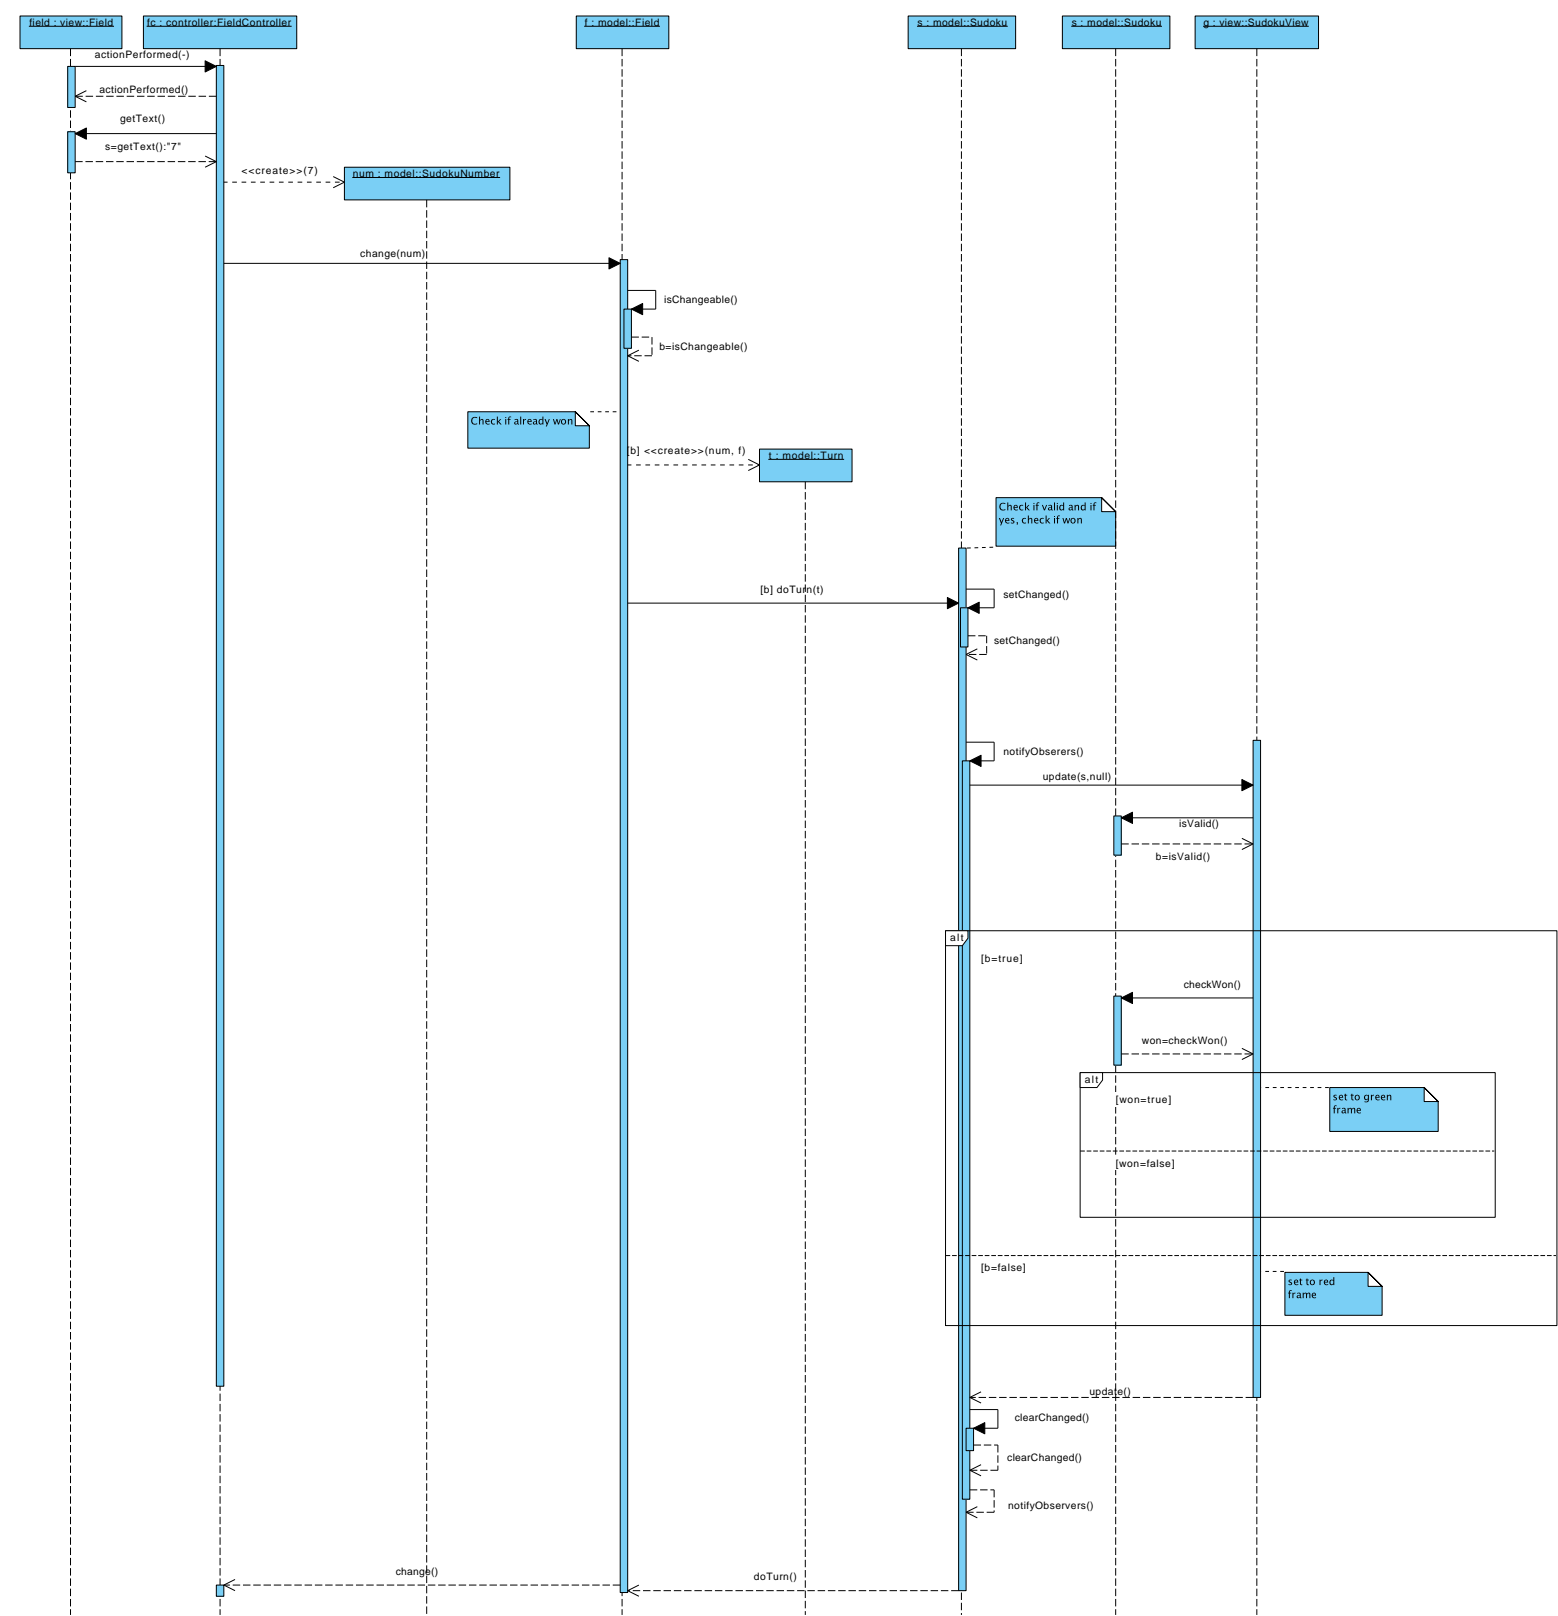 field : view::Field
fc : controller:FieldController
f : model::Field
s : model::Sudoku
s : model::Sudoku
g : view::SudokuView
actionPerformed(-)
actionPerformed()
getText()
s=getText():"7"
<<create>>(7)
num : model::SudokuNumber
change(num)
isChangeable()
b=isChangeable()
Check if already won
[b] <<create>>(num, f)
t : model::Turn
Check if valid and if
yes, check if won
[b] doTurn(t)
setChanged()
setChanged()
notifyObserers()
update(s,null)
isValid()
b=isValid()
alt
[b=true]
checkWon()
won=checkWon()
alt
[won=true]
set to green
frame
[won=false]
[b=false]
set to red
frame
update()
clearChanged()
clearChanged()
notifyObservers()
change()
doTurn()